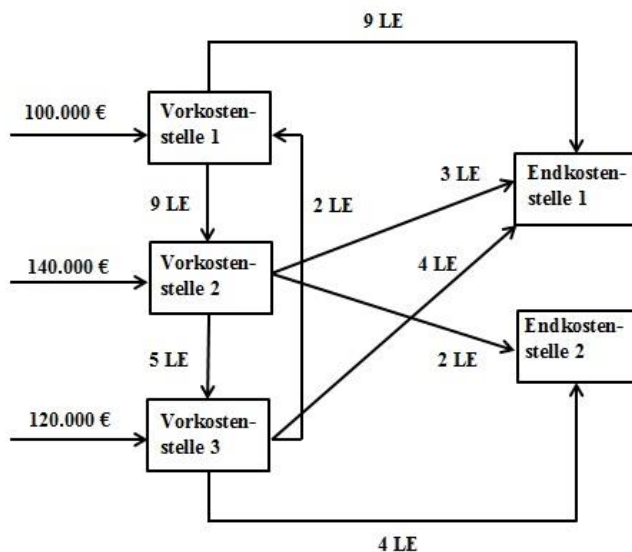 9 LE
100.000 €
Vorkosten-
stelle 1
9 LE
2 LE
3 LE
Endkosten-
stelle 1
140.000 €
Vorkosten-
stelle 2
4 LE
5 LE
2 LE
Endkosten-
stelle 2
120.000 €
Vorkosten-
stelle 3
4 LE